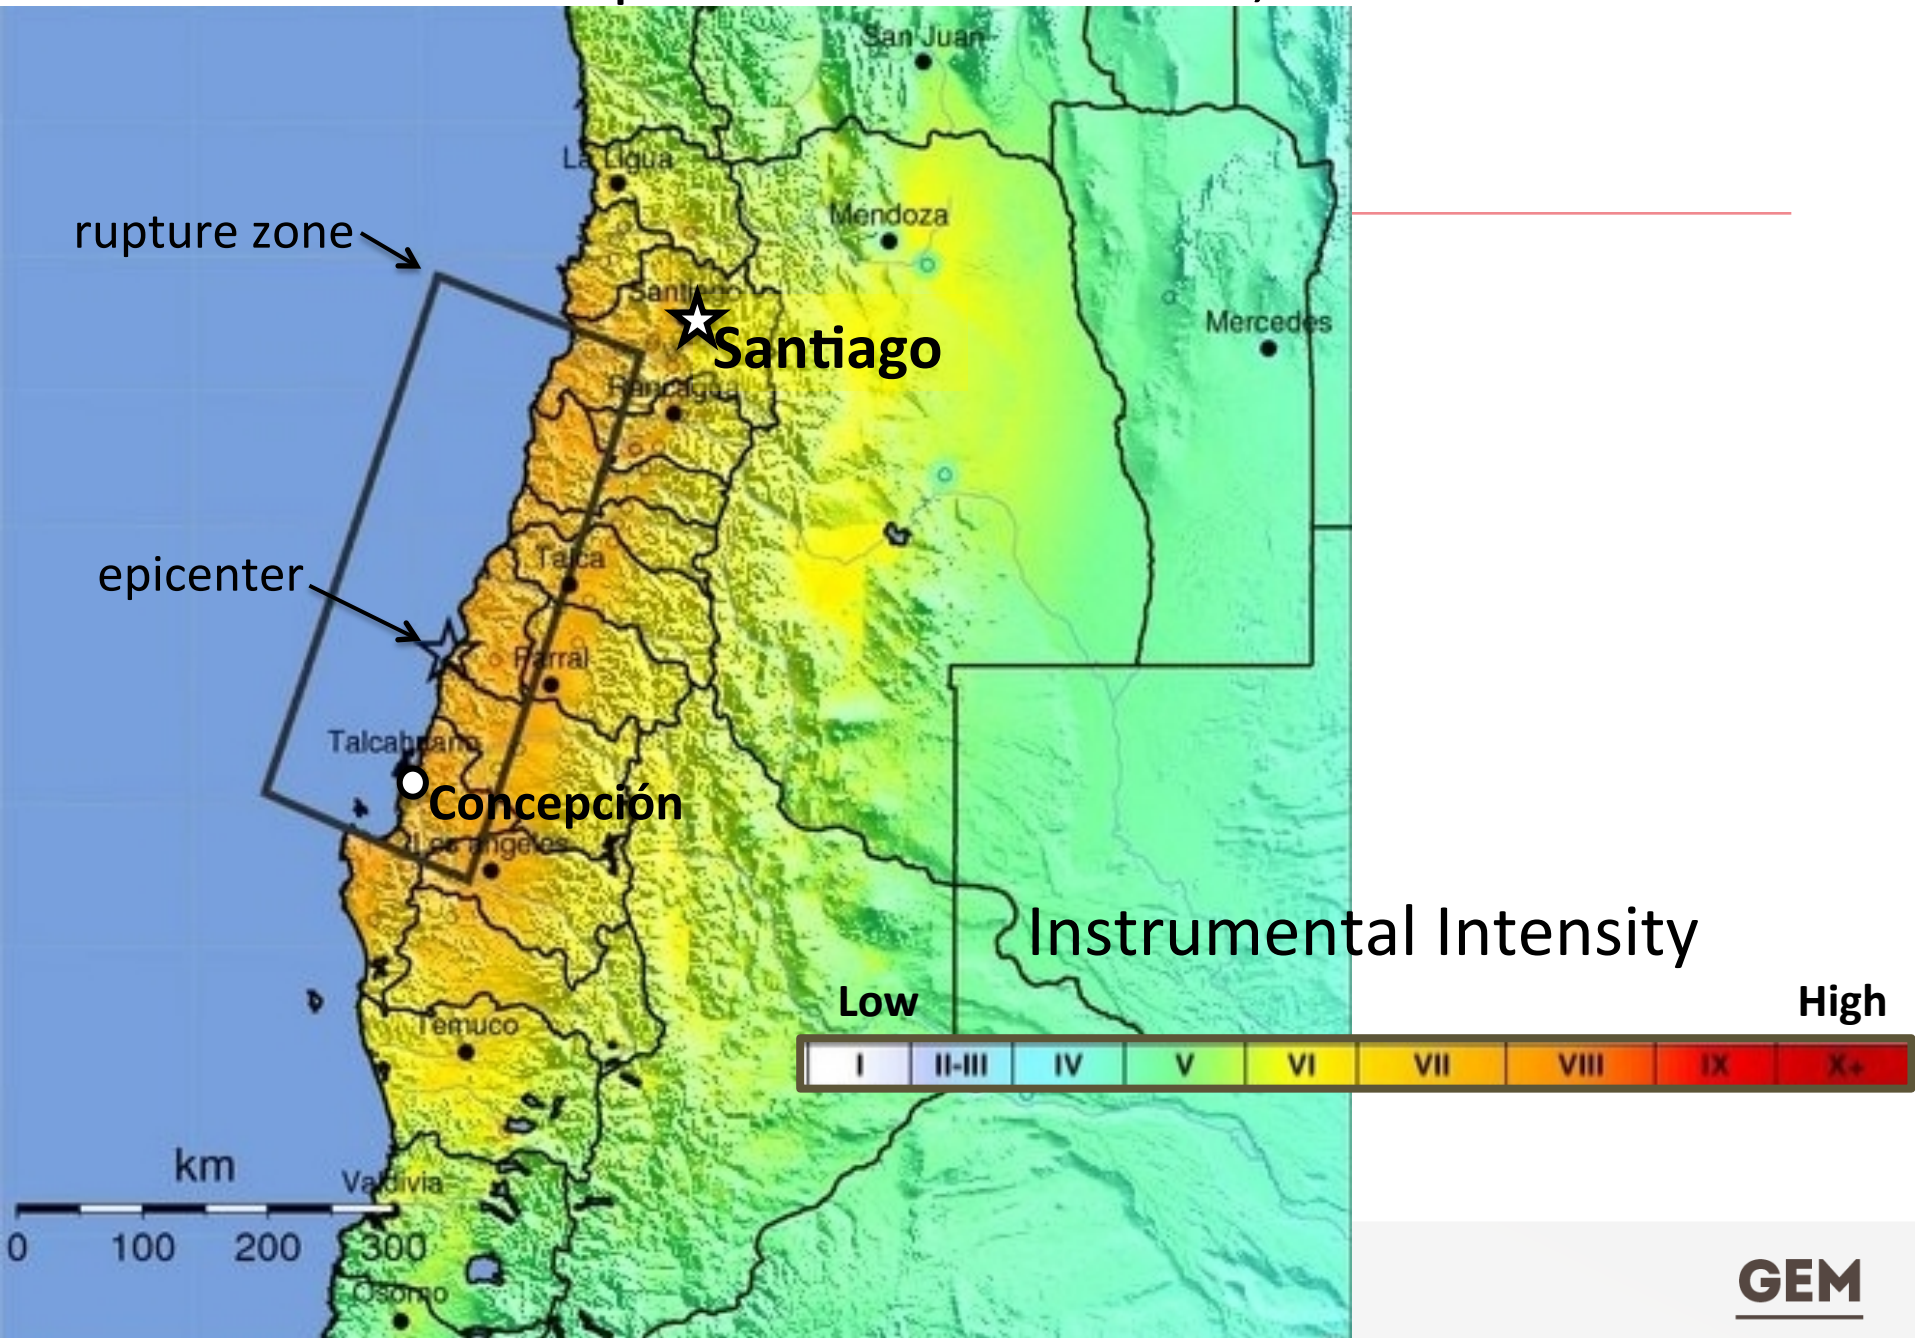 San Juan
La Ligua
rupture zone
Mendoza
Santiago
Santiago
Mercedes
Rancagua
epicenter
Talca
Parral
Talcahuano
Concepción
Los Angeles
Instrumental Intensity
Low
High
Temuco
I II-III IV V VI VII VIII IX X+
km
Valdivia
0 100 200 300
Osorno
GEM